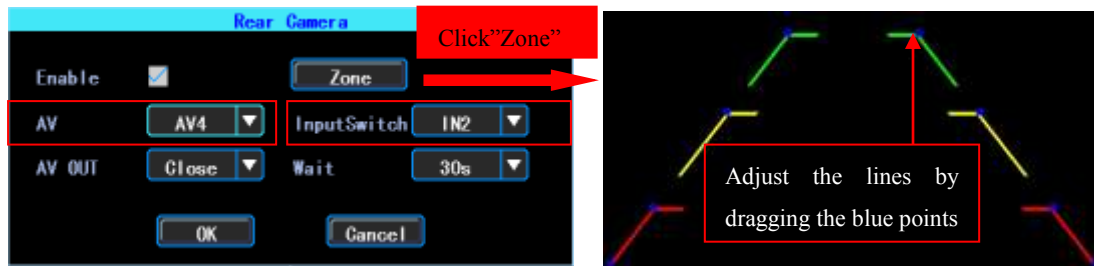 Rear Camera
Click”Zone”
Enable Zone
AV AV4 InputSwitch IN2
AV OUT Close Wait 30s
OK Cancel
Adjust the lines by
dragging the blue points